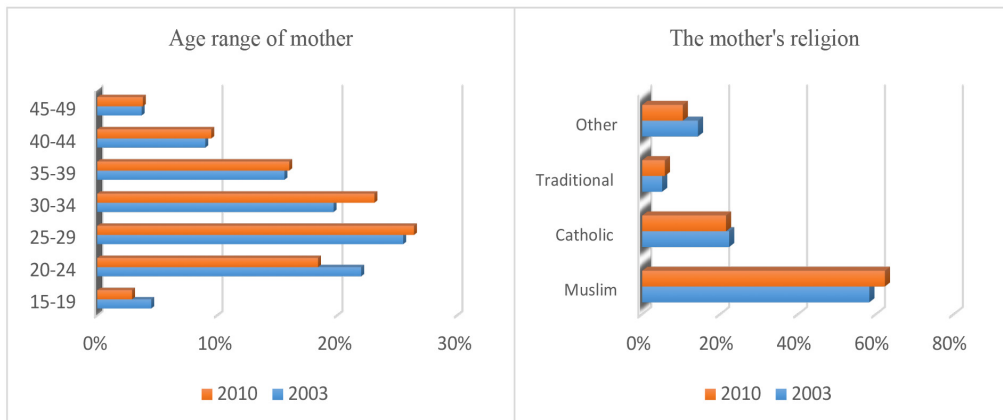 Age range of mother
45-49
40-44
35-39
30-34
25-29
20-24
15-19
0% 10% 20% 30%
2010 2003
The mother's religion
Other
Traditional
Catholic
Muslim
0% 20% 40% 60% 80%
2010 2003